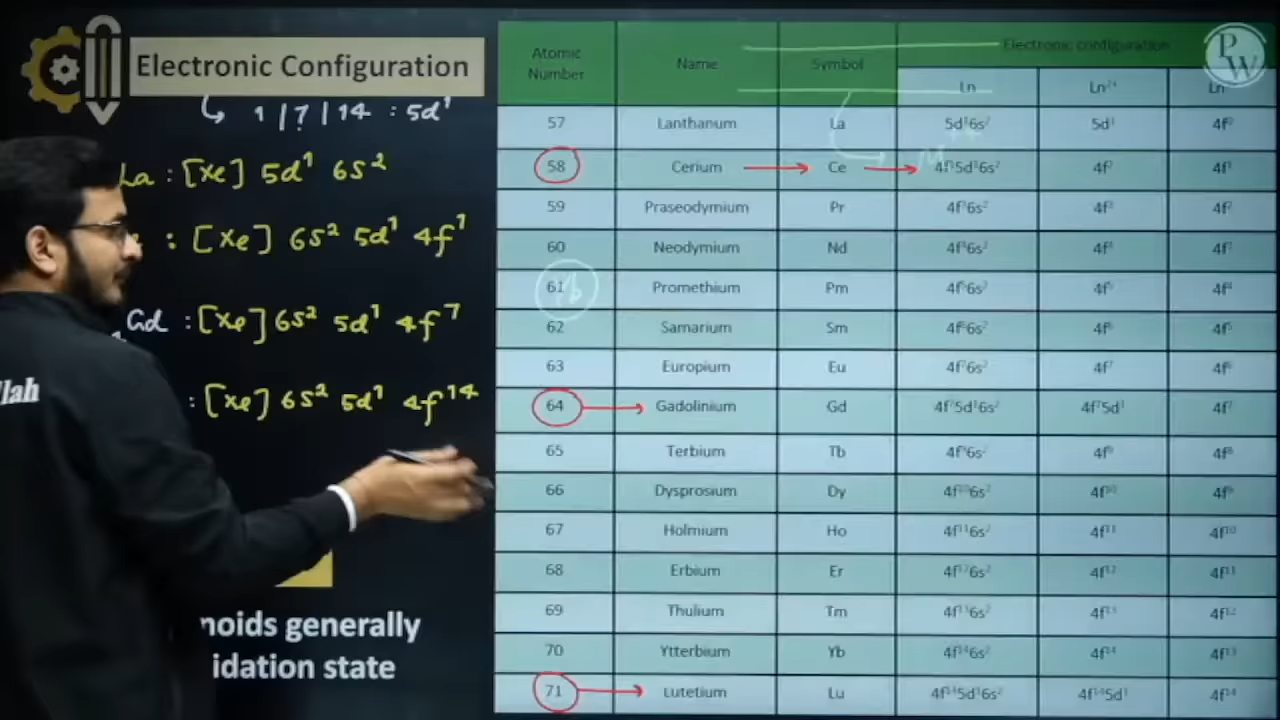 Electronic Configuration
↳ 1 | 7 | 14 : 5d¹
La : [Xe] 5d¹ 6s²
: [Xe] 6s² 5d¹ 4f¹
Gd : [Xe] 6s² 5d¹ 4f⁷
: [Xe] 6s² 5d¹ 4f¹⁴
llah
noids generally
idation state
Atomic Number Name Symbol Electronic configuration
Ln Ln²⁺ Ln
57 Lanthanum La 5d¹6s² 5d¹ 4f⁰
58 Cerium Ce 4f¹5d¹6s² 4f² 4f¹
59 Praseodymium Pr 4f³6s² 4f³ 4f²
60 Neodymium Nd 4f⁴6s² 4f⁴ 4f³
61 Promethium Pm 4f⁵6s² 4f⁵ 4f⁴
62 Samarium Sm 4f⁶6s² 4f⁶ 4f⁵
63 Europium Eu 4f⁷6s² 4f⁷ 4f⁶
64 Gadolinium Gd 4f⁷5d¹6s² 4f⁷5d¹ 4f⁷
65 Terbium Tb 4f⁹6s² 4f⁹ 4f⁸
66 Dysprosium Dy 4f¹⁰6s² 4f¹⁰ 4f⁹
67 Holmium Ho 4f¹¹6s² 4f¹¹ 4f¹⁰
68 Erbium Er 4f¹²6s² 4f¹² 4f¹¹
69 Thulium Tm 4f¹³6s² 4f¹³ 4f¹²
70 Ytterbium Yb 4f¹⁴6s² 4f¹⁴ 4f¹³
71 Lutetium Lu 4f¹⁴5d¹6s² 4f¹⁴5d¹ 4f¹⁴
PW